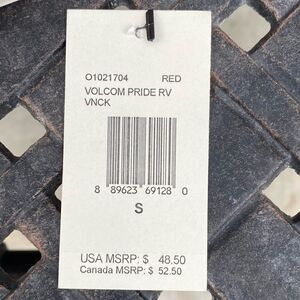 O1021704 RED
VOLCOM PRIDE RV
VNCK
8 89623 69128 0
S
USA MSRP: $ 48.50
Canada MSRP: $ 52.50